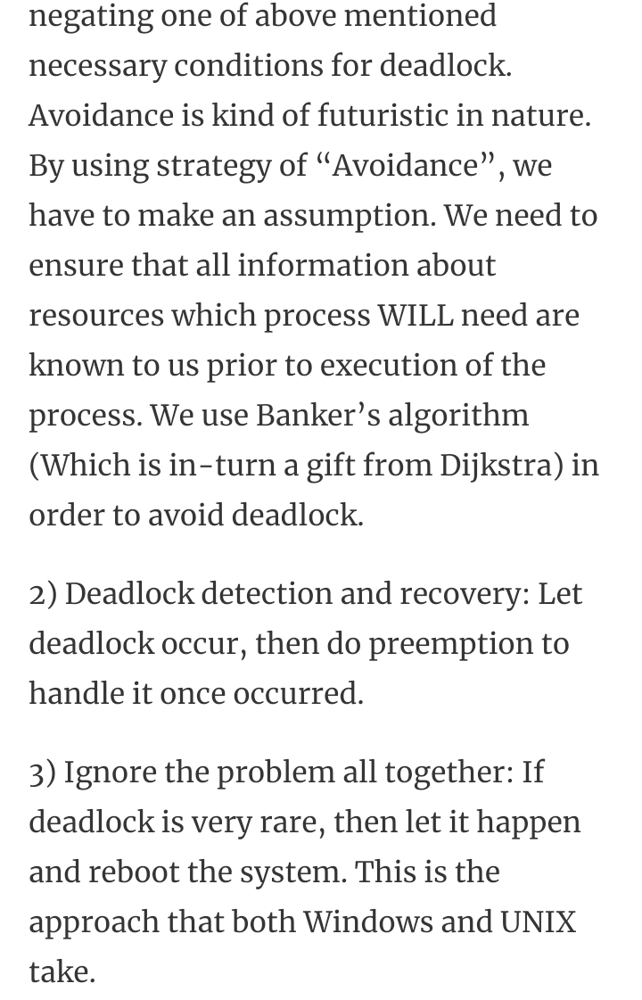 negating one of above mentioned
necessary conditions for deadlock.
Avoidance is kind of futuristic in nature.
By using strategy of “Avoidance”, we
have to make an assumption. We need to
ensure that all information about
resources which process WILL need are
known to us prior to execution of the
process. We use Banker’s algorithm
(Which is in-turn a gift from Dijkstra) in
order to avoid deadlock.
2) Deadlock detection and recovery: Let
deadlock occur, then do preemption to
handle it once occurred.
3) Ignore the problem all together: If
deadlock is very rare, then let it happen
and reboot the system. This is the
approach that both Windows and UNIX
take.